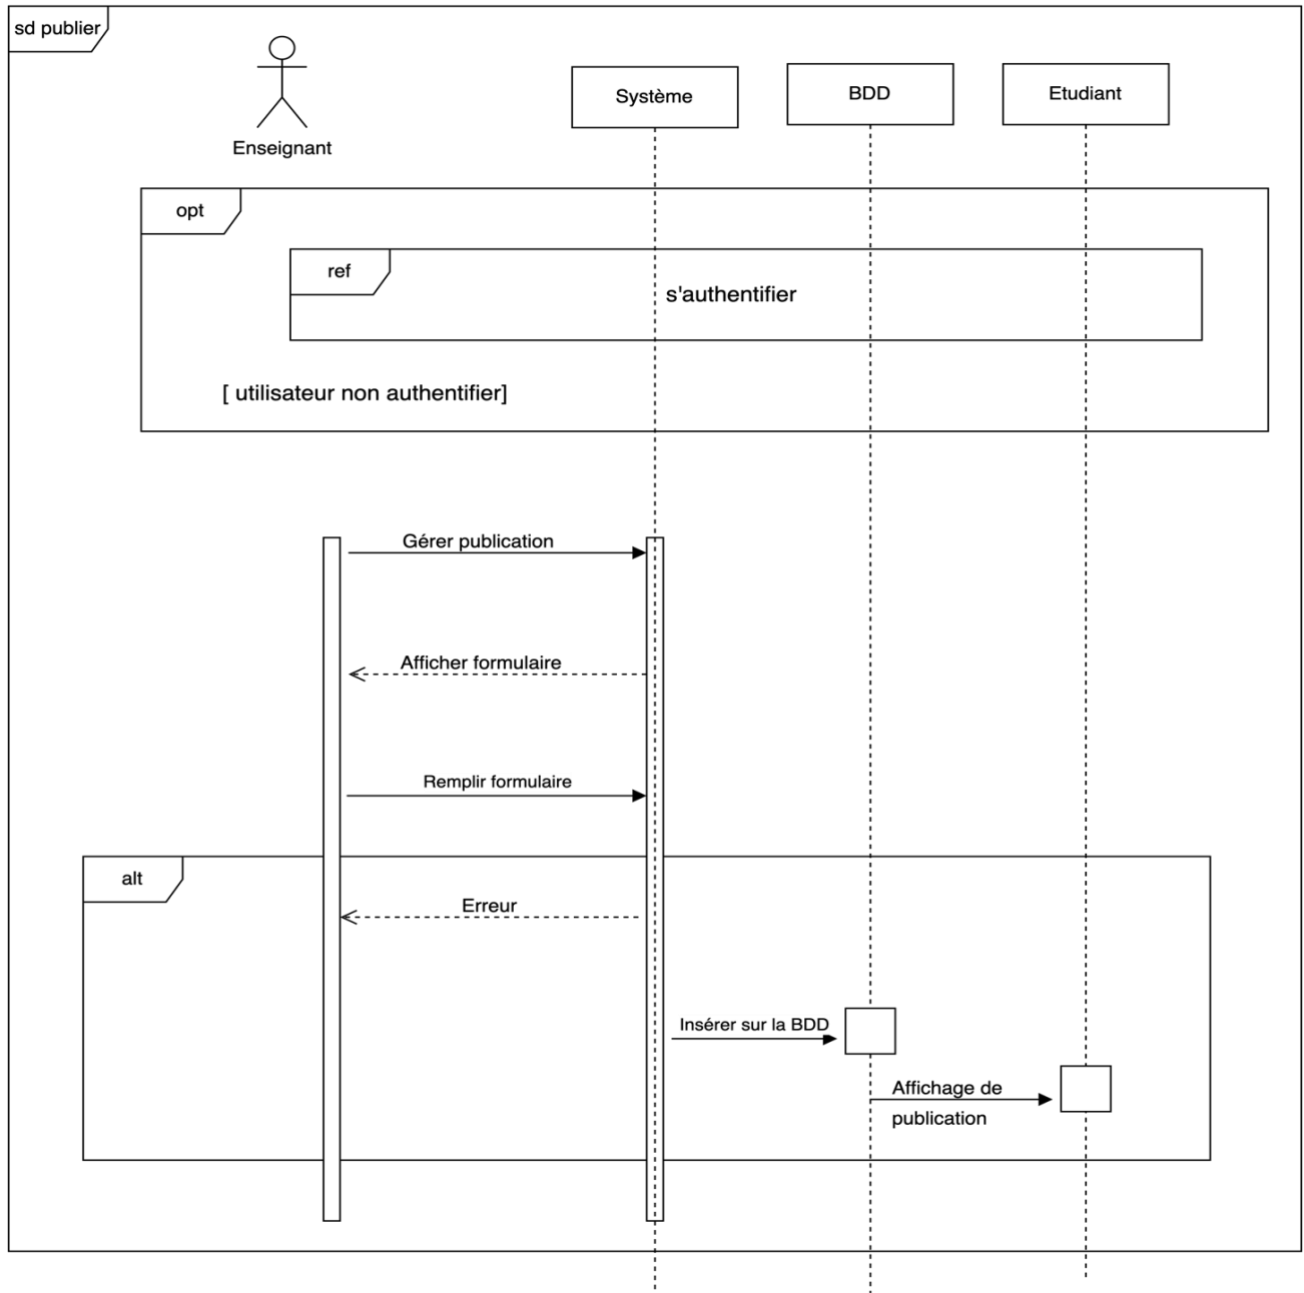 sd publier
Enseignant
Système
BDD
Etudiant
opt
ref
s'authentifier
[ utilisateur non authentifier]
Gérer publication
Afficher formulaire
Remplir formulaire
alt
Erreur
Insérer sur la BDD
Affichage de
publication